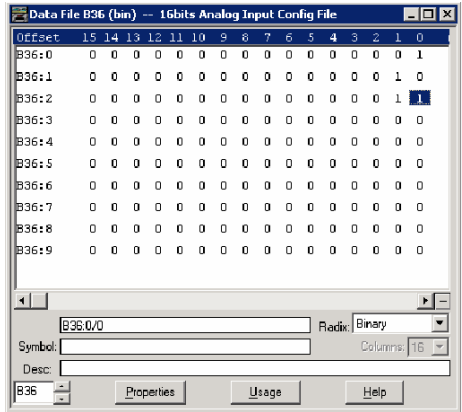 Data File B36 (bin) -- 16bits Analog Input Config File
Offset 15 14 13 12 11 10 9 8 7 6 5 4 3 2 1 0
B36:0 0 0 0 0 0 0 0 0 0 0 0 0 0 0 0 1
B36:1 0 0 0 0 0 0 0 0 0 0 0 0 0 0 1 0
B36:2 0 0 0 0 0 0 0 0 0 0 0 0 0 0 1 1
B36:3 0 0 0 0 0 0 0 0 0 0 0 0 0 0 0 0
B36:4 0 0 0 0 0 0 0 0 0 0 0 0 0 0 0 0
B36:5 0 0 0 0 0 0 0 0 0 0 0 0 0 0 0 0
B36:6 0 0 0 0 0 0 0 0 0 0 0 0 0 0 0 0
B36:7 0 0 0 0 0 0 0 0 0 0 0 0 0 0 0 0
B36:8 0 0 0 0 0 0 0 0 0 0 0 0 0 0 0 0
B36:9 0 0 0 0 0 0 0 0 0 0 0 0 0 0 0 0
B36:0/0 Radix: Binary
Symbol: Columns: 16
Desc:
B36 Properties Usage Help